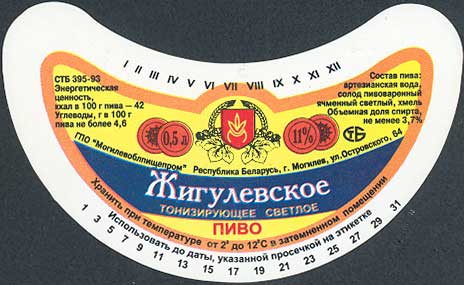 I II III IV V VI VII VIII IX X XI XII
СТБ 395-93
Энергетическая
ценность,
ккал в 100 г пива — 42
Углеводы, г в 100 г
пива не более 4,6
Состав пива:
артезианская вода,
солод пивоваренный
ячменный светлый, хмель
Объемная доля спирта,
не менее 3,7%
0,5 л
11%
СТБ
ГПО "Могилевоблпищепром" Республика Беларусь, г. Могилев, ул.Островского, 64
Жигулевское
ТОНИЗИРУЮЩЕЕ СВЕТЛОЕ
ПИВО
Хранить при температуре от 2° до 12°С в затемненном помещении
Использовать до даты, указанной просечкой на этикетке
1 3 5 7 9 11 13 15 17 19 21 23 25 27 29 31